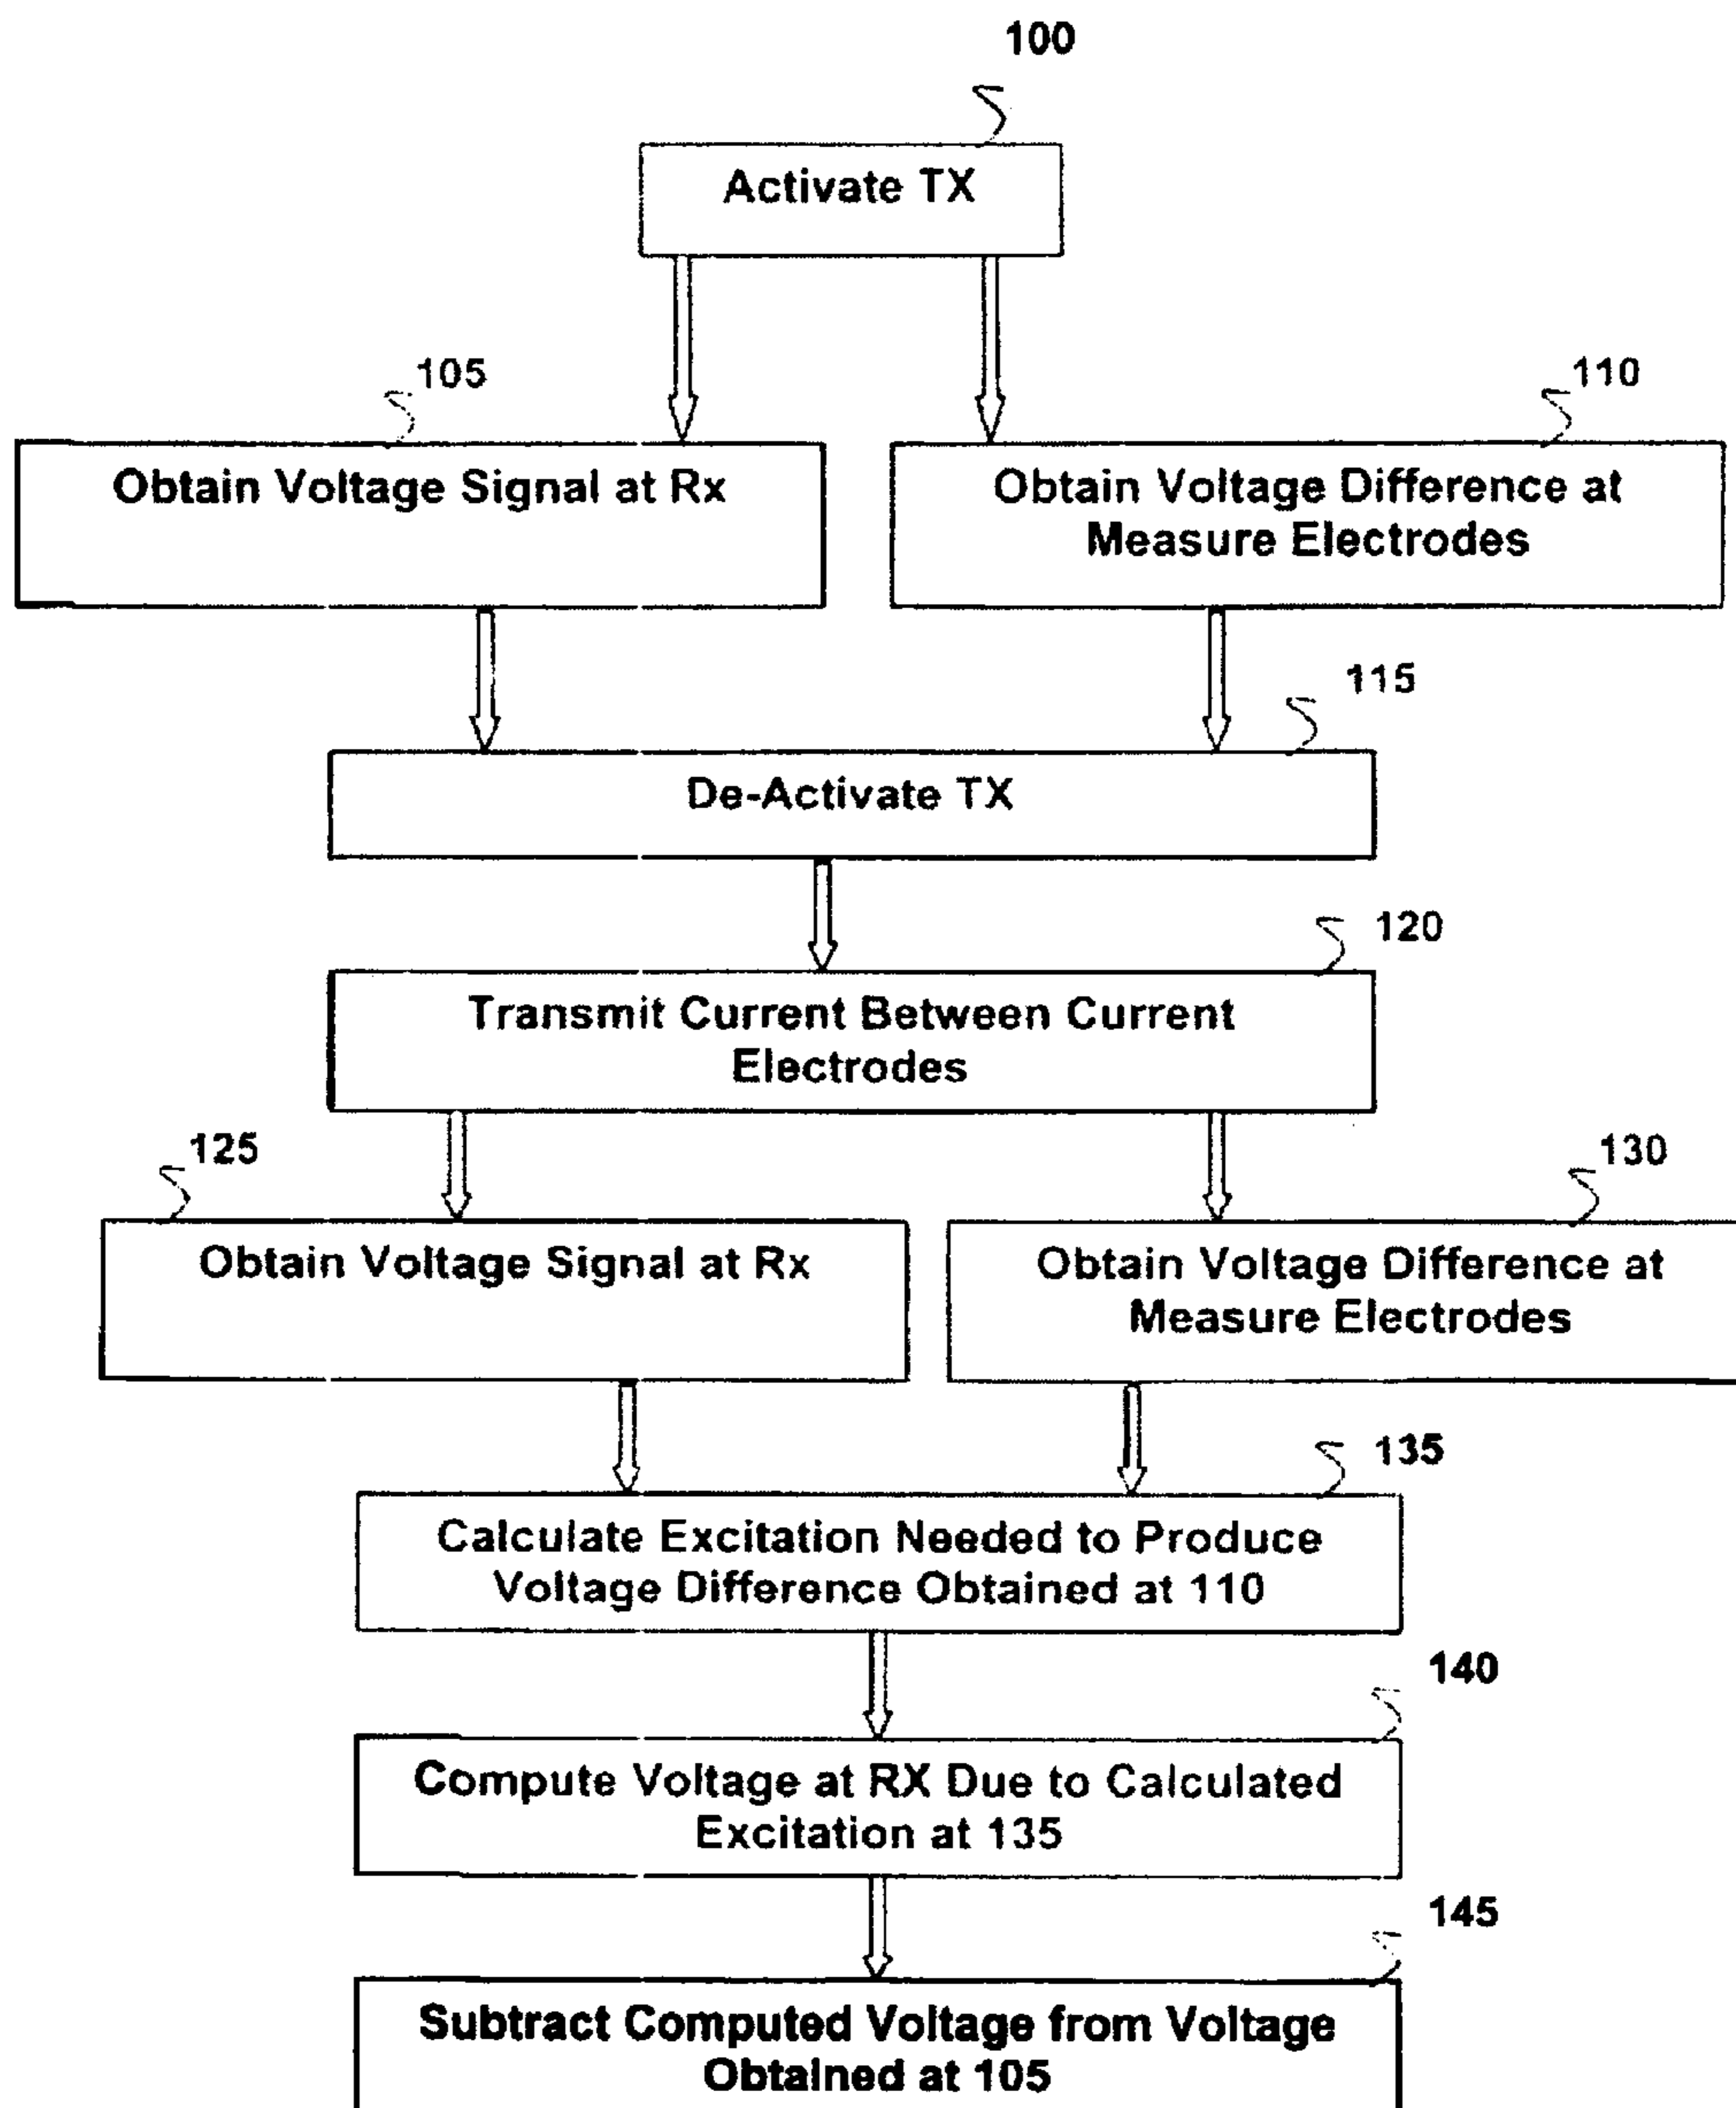 100
Activate TX
105
110
Obtain Voltage Signal at Rx
Obtain Voltage Difference at
Measure Electrodes
115
De-Activate TX
120
Transmit Current Between Current
Electrodes
125
130
Obtain Voltage Signal at Rx
Obtain Voltage Difference at
Measure Electrodes
135
Calculate Excitation Needed to Produce
Voltage Difference Obtained at 110
140
Compute Voltage at RX Due to Calculated
Excitation at 135
145
Subtract Computed Voltage from Voltage
Obtained at 105